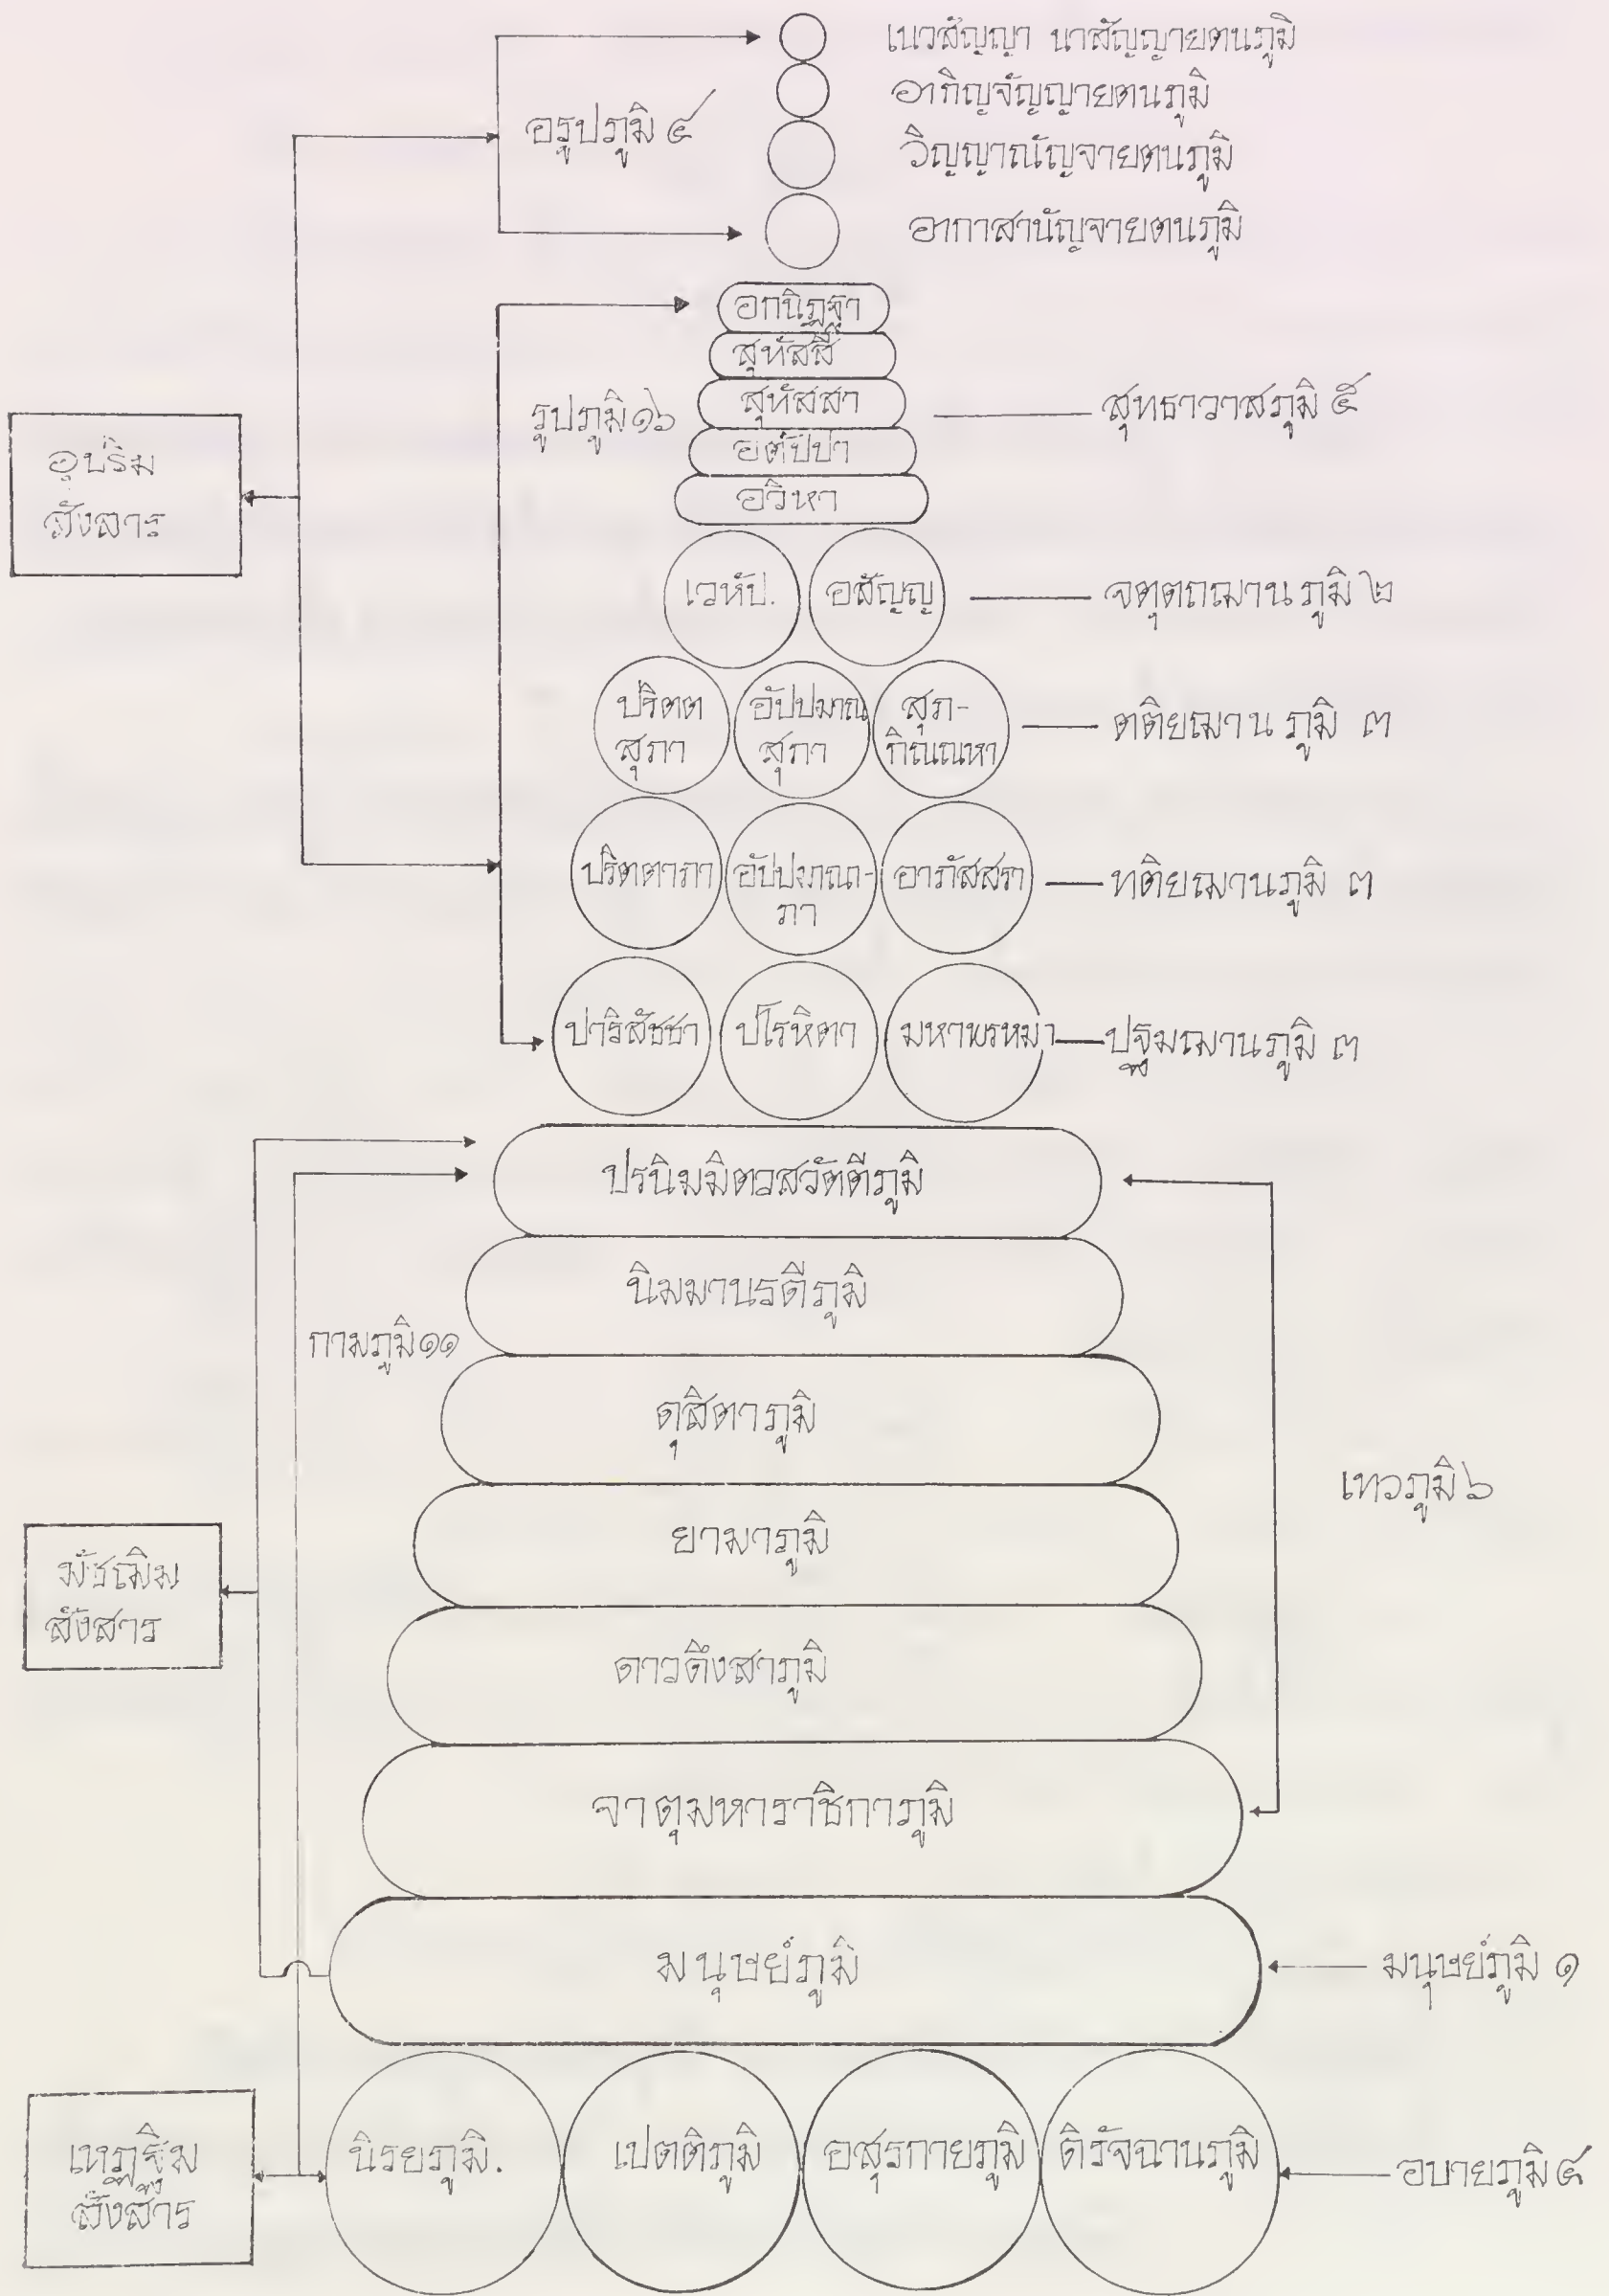 เนวสัญญา นาสัญญายตนภูมิ
อากิญจัญญายตนภูมิ
อรูปภูมิ ๔
วิญญาณัญจายตนภูมิ
อากาสานัญจายตนภูมิ
อกนิฏฐา
สุทัสสี
รูปภูมิ ๑๖
สุทัสสา
สุทธาวาสภูมิ ๕
อตัปปา
อวิหา
อุปริม
สังสาร
เวหัป.
อสัญญ
จตุตถฌานภูมิ ๒
ปริตต
สุภา
อัปปมาณ
สุภา
สุภ-
กิณณหา
ตติยฌานภูมิ ๓
ปริตตาภา
อัปปมาณ-
ภา
อาภัสสรา
ทติยฌานภูมิ ๓
ปาริสัชชา
ปโรหิตา
มหาพรหมา
ปฐมฌานภูมิ ๓
ปรนิมมิตวสวัตตีภูมิ
นิมมานรตีภูมิ
กามภูมิ ๑๑
ดุสิตาภูมิ
เทวภูมิ ๖
ยามาภูมิ
มัชฌิม
สังสาร
ดาวดึงสาภูมิ
จาตุมหาราชิกาภูมิ
มนุษย์ภูมิ
มนุษย์ภูมิ ๑
เหฏฐิม
สังสาร
นิรยภูมิ.
เปตติภูมิ
อสุรกายภูมิ
ติรัจฉานภูมิ
อบายภูมิ ๔